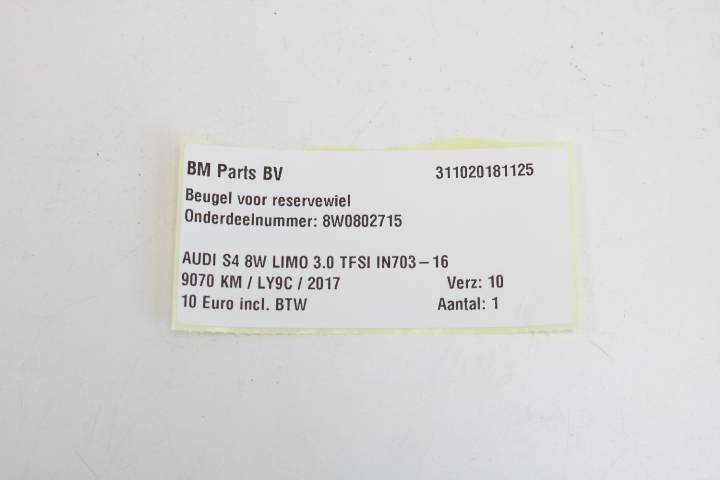 BM Parts BV 311020181125
Beugel voor reservewiel
Onderdeelnummer: 8W0802715
AUDI S4 8W LIMO 3.0 TFSI IN703-16
9070 KM / LY9C / 2017 Verz: 10
10 Euro incl. BTW Aantal: 1